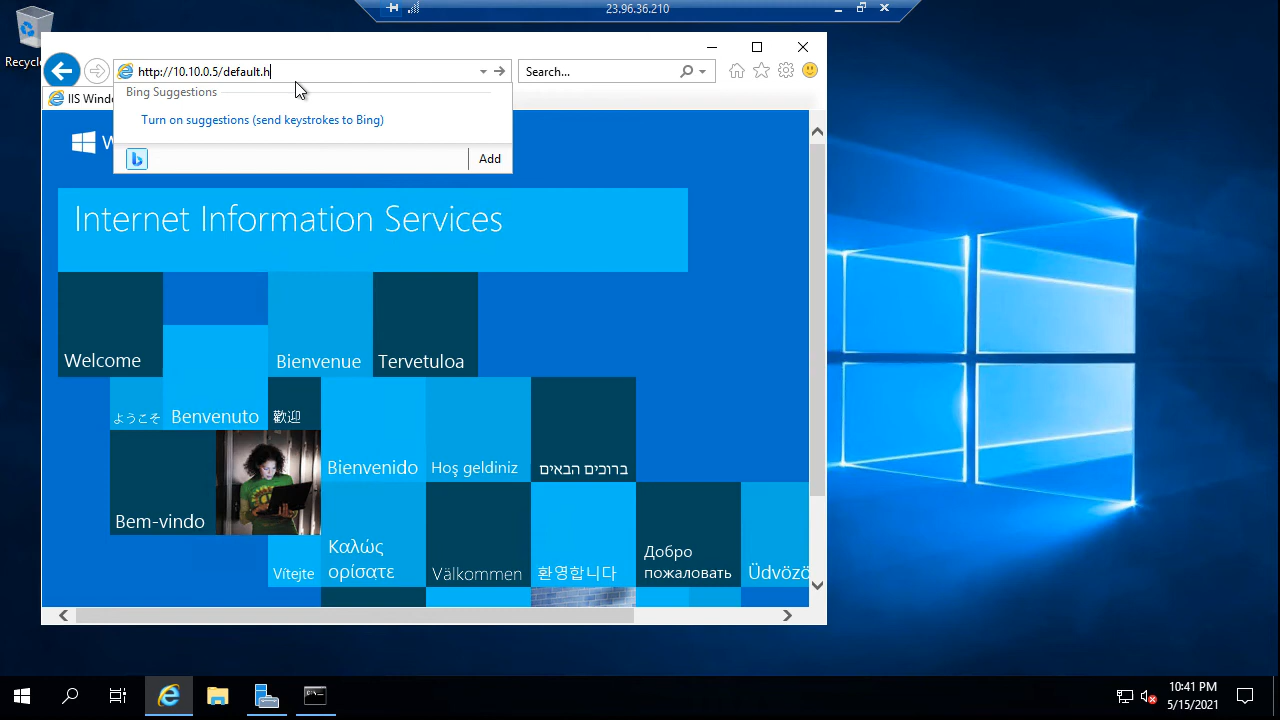 23.96.36.210
Recyc
http://10.10.0.5/default.h
Search...
IIS Wind
Bing Suggestions
Turn on suggestions (send keystrokes to Bing)
Add
Internet Information Services
Welcome
Bienvenue
Tervetuloa
ようこそ
Benvenuto
歡迎
Bienvenido
Hoş geldiniz
ברוכים הבאים
Bem-vindo
Vítejte
Καλώς
ορίσατε
Välkommen
환영합니다
Добро
пожаловать
Üdvözö
10:41 PM
5/15/2021